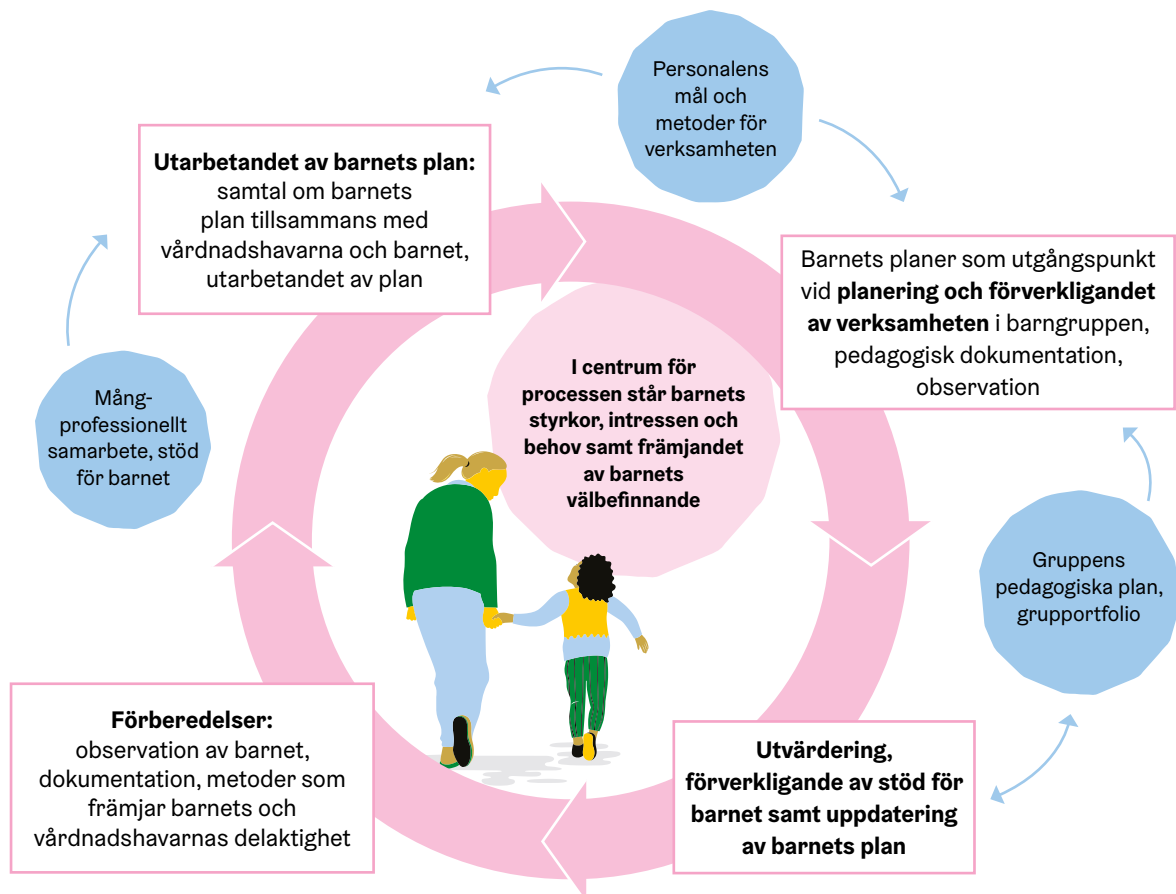 Personalens
mål och
metoder för
verksamheten
Utarbetandet av barnets plan:
samtal om barnets
plan tillsammans med
vårdnadshavarna och barnet,
utarbetandet av plan
Barnets planer som utgångspunkt
vid planering och förverkligandet
av verksamheten i barngruppen,
pedagogisk dokumentation,
observation
I centrum för
processen står barnets
styrkor, intressen och
behov samt främjandet
av barnets
välbefinnande
Mång-
professionellt
samarbete, stöd
för barnet
Gruppens
pedagogiska plan,
grupportfolio
Förberedelser:
observation av barnet,
dokumentation, metoder som
främjar barnets och
vårdnadshavarnas delaktighet
Utvärdering,
förverkligande av stöd för
barnet samt uppdatering
av barnets plan